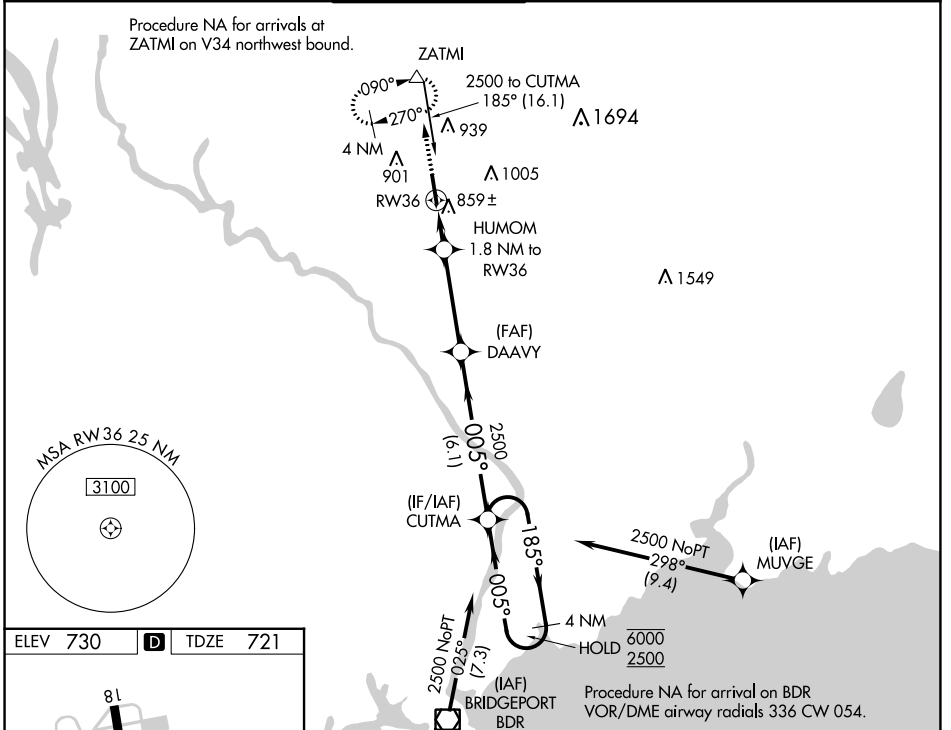 Procedure NA for arrivals at
ZATMI on V34 northwest bound.
ZATMI
090°
270°
4 NM
2500 to CUTMA
185° (16.1)
939
1694
901
1005
RW36
859±
HUMOM
1.8 NM to
RW36
1549
(FAF)
DAAVY
2500
005°
(6.1)
MSA RW36 25 NM
3100
(IF/IAF)
CUTMA
185°
005°
2500 NoPT
298°
(9.4)
(IAF)
MUVGE
4 NM
HOLD 6000
2500
2500 NoPT
025°
(7.3)
(IAF)
BRIDGEPORT
BDR
Procedure NA for arrival on BDR
VOR/DME airway radials 336 CW 054.
ELEV 730 D TDZE 721
18